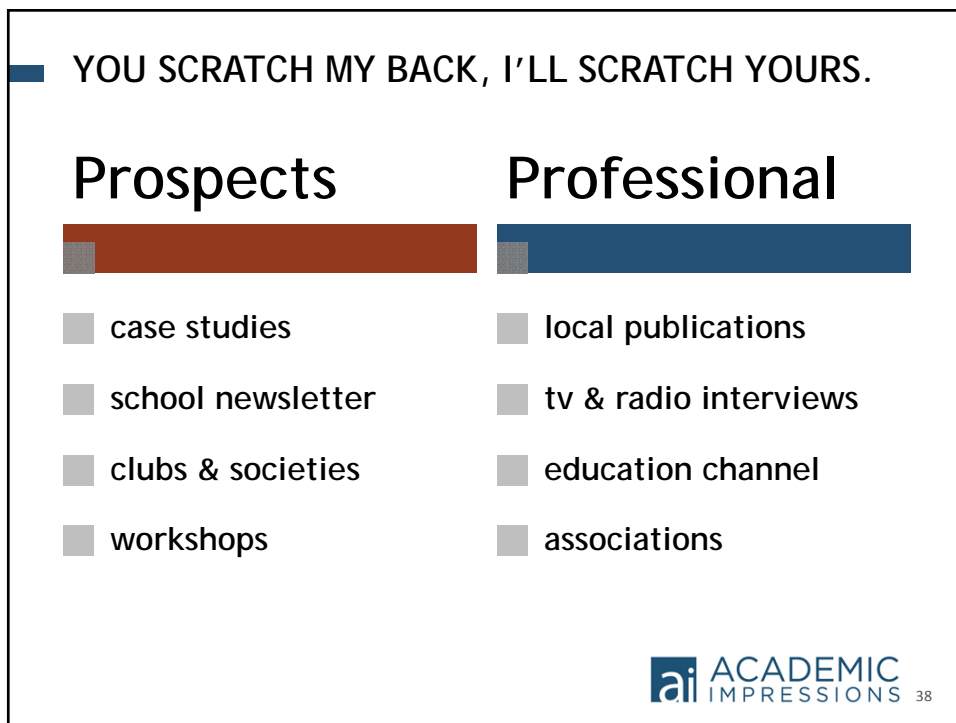 YOU SCRATCH MY BACK, I’LL SCRATCH YOURS.
Prospects
case studies
school newsletter
clubs & societies
workshops
Professional
local publications
tv & radio interviews
education channel
associations
ai ACADEMIC
IMPRESSIONS
38